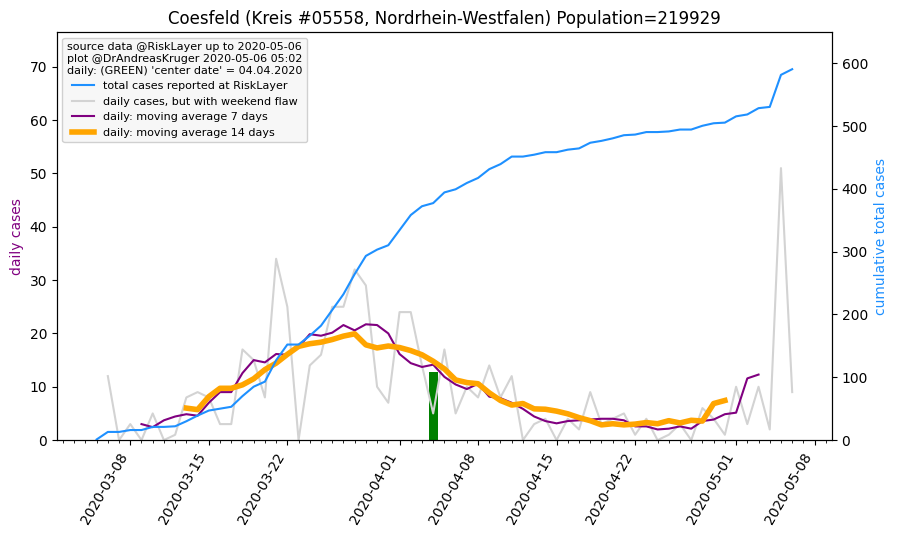 Coesfeld (Kreis #05558, Nordrhein-Westfalen) Population=219929
source data @RiskLayer up to 2020-05-06
plot @DrAndreasKruger 2020-05-06 05:02
daily: (GREEN) 'center date' = 04.04.2020
total cases reported at RiskLayer
daily cases, but with weekend flaw
daily: moving average 7 days
daily: moving average 14 days
daily cases
70
60
50
40
30
20
10
0
cumulative total cases
600
500
400
300
200
100
0
2020-03-08
2020-03-15
2020-03-22
2020-04-01
2020-04-08
2020-04-15
2020-04-22
2020-05-01
2020-05-08